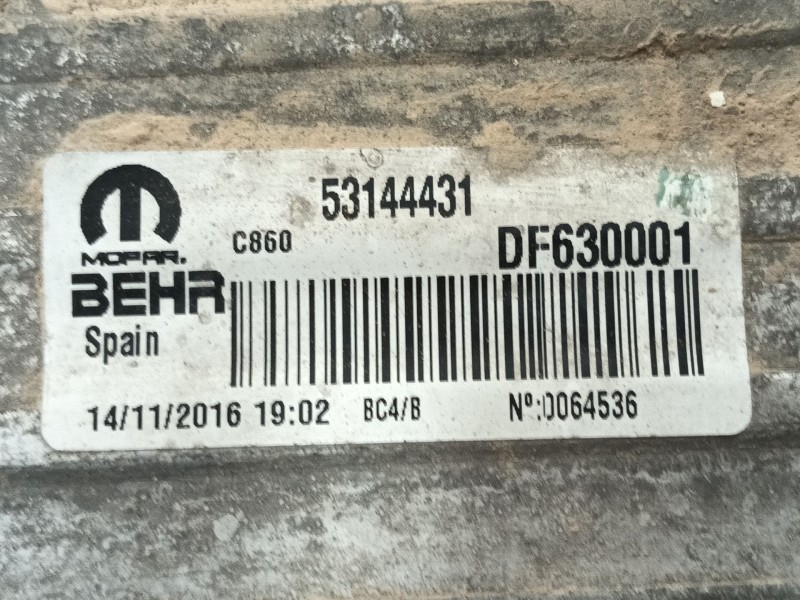 MOPAR.
53144431
C860
DF630001
BEHR
Spain
14/11/2016 19:02 BC4/B Nº:0064536